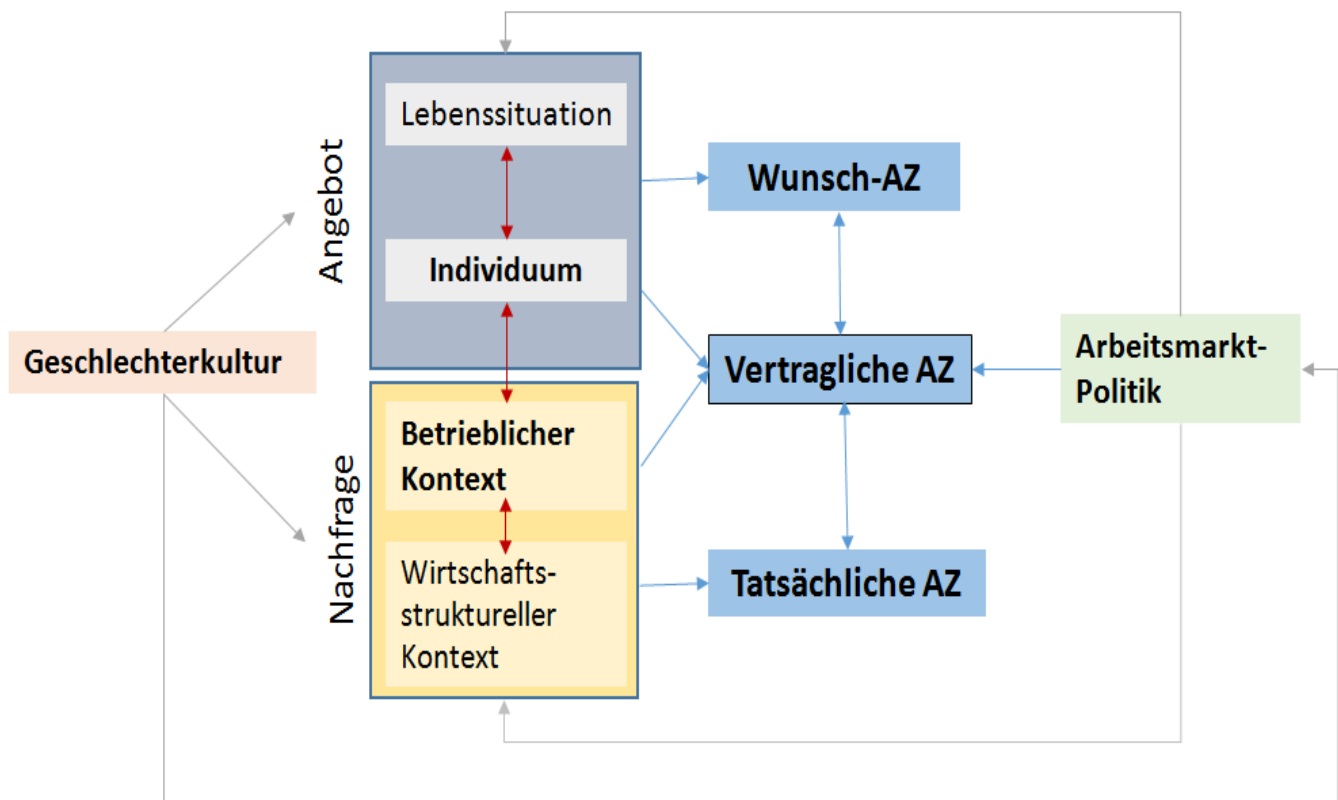 Geschlechterkultur
Angebot
Lebenssituation
Individuum
Nachfrage
Betrieblicher
Kontext
Wirtschafts-
struktureller
Kontext
Wunsch-AZ
Vertragliche AZ
Tatsächliche AZ
Arbeitsmarkt-
Politik